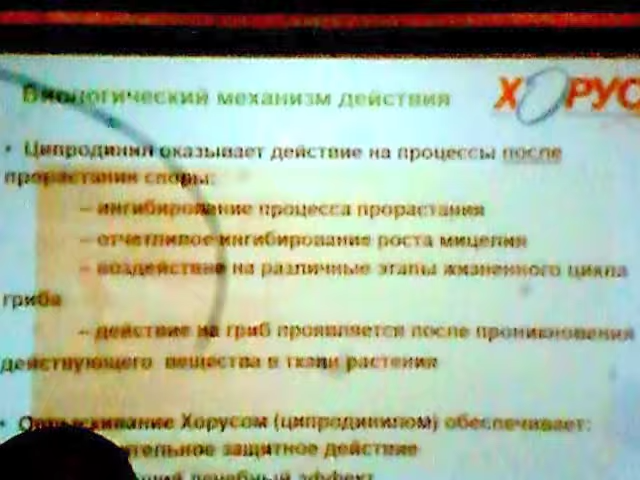 Биологический механизм действия
ХОРУС
• Ципродинил оказывает действие на процессы после
прорастания споры:
– ингибирование процесса прорастания
– отчетливое ингибирование роста мицелия
– воздействие на различные этапы жизненного цикла
гриба
– действие на гриб проявляется после проникновения
действующего вещества в ткани растения
• Опрыскивание Хорусом (ципродинилом) обеспечивает:
защитное действие
лечебный эффект